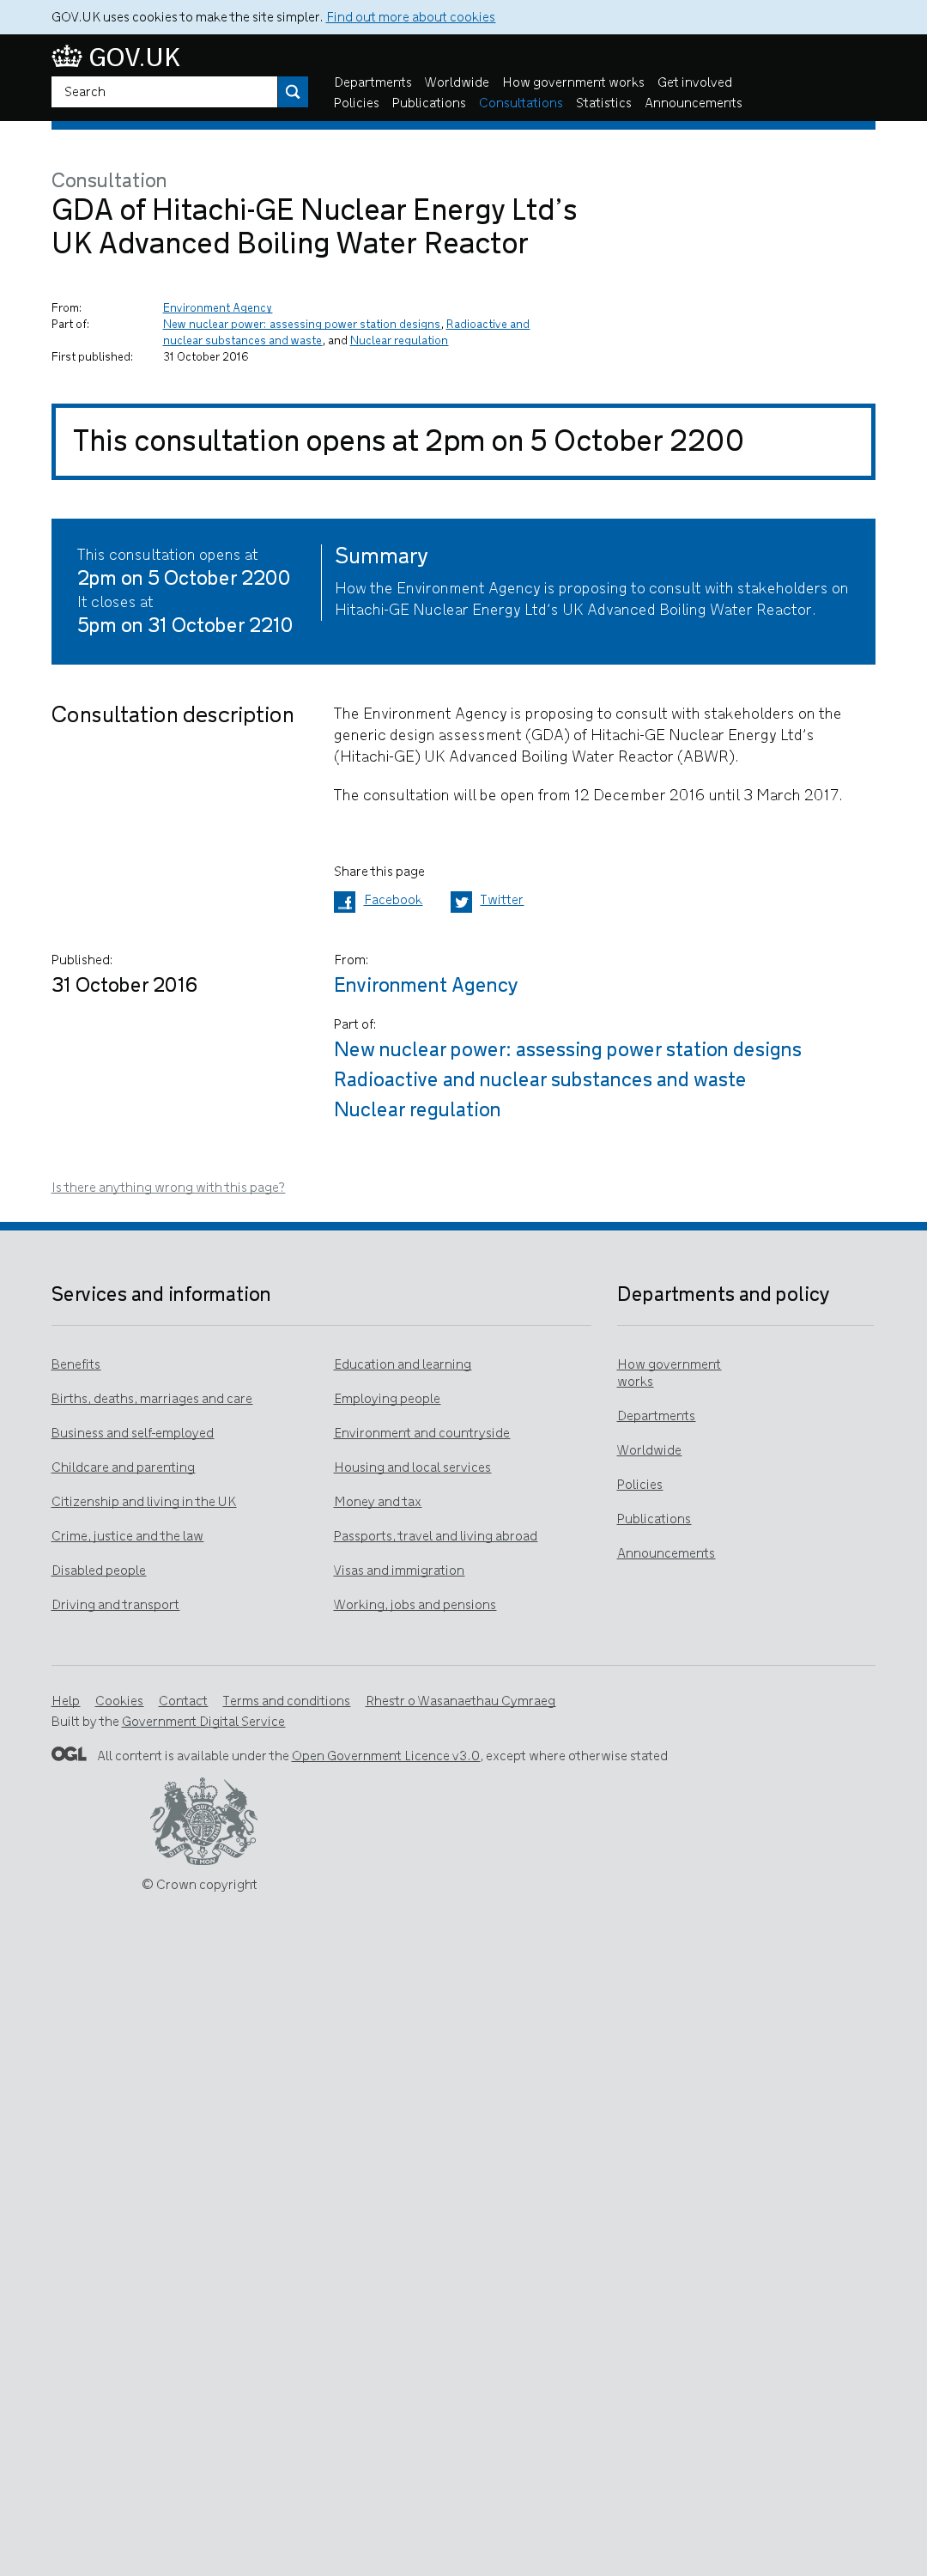 GOV.UK uses cookies to make the site simpler. Find out more about cookies
GOV.UK
Search
Departments Worldwide How government works Get involved
Policies Publications Consultations Statistics Announcements
Consultation
GDA of Hitachi-GE Nuclear Energy Ltd’s
UK Advanced Boiling Water Reactor
From: Environment Agency
Part of: New nuclear power: assessing power station designs, Radioactive and
nuclear substances and waste, and Nuclear regulation
First published: 31 October 2016
This consultation opens at 2pm on 5 October 2200
This consultation opens at
2pm on 5 October 2200
It closes at
5pm on 31 October 2210
Summary
How the Environment Agency is proposing to consult with stakeholders on
Hitachi-GE Nuclear Energy Ltd’s UK Advanced Boiling Water Reactor.
Consultation description
The Environment Agency is proposing to consult with stakeholders on the
generic design assessment (GDA) of Hitachi-GE Nuclear Energy Ltd’s
(Hitachi-GE) UK Advanced Boiling Water Reactor (ABWR).
The consultation will be open from 12 December 2016 until 3 March 2017.
Share this page
Facebook Twitter
Published:
31 October 2016
From:
Environment Agency
Part of:
New nuclear power: assessing power station designs
Radioactive and nuclear substances and waste
Nuclear regulation
Is there anything wrong with this page?
Services and information
Benefits
Births, deaths, marriages and care
Business and self-employed
Childcare and parenting
Citizenship and living in the UK
Crime, justice and the law
Disabled people
Driving and transport
Education and learning
Employing people
Environment and countryside
Housing and local services
Money and tax
Passports, travel and living abroad
Visas and immigration
Working, jobs and pensions
Departments and policy
How government
works
Departments
Worldwide
Policies
Publications
Announcements
Help Cookies Contact Terms and conditions Rhestr o Wasanaethau Cymraeg
Built by the Government Digital Service
OGL All content is available under the Open Government Licence v3.0, except where otherwise stated
© Crown copyright